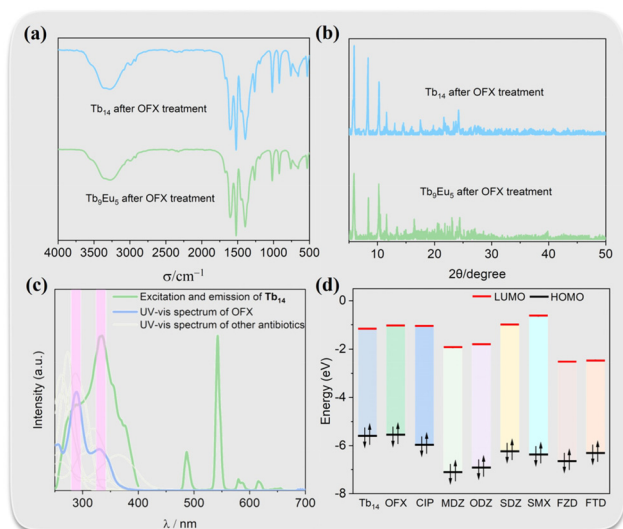 (a)
Tb14 after OFX treatment
Tb9Eu5 after OFX treatment
4000 3500 3000 2500 2000 1500 1000 500
σ/cm⁻¹
(b)
Tb14 after OFX treatment
Tb9Eu5 after OFX treatment
10 20 30 40 50
2θ/degree
(c)
Excitation and emission of Tb14
UV-vis spectrum of OFX
UV-vis spectrum of other antibiotics
Intensity (a.u.)
300 400 500 600 700
λ / nm
(d)
LUMO HOMO
Energy (eV)
0
-2
-4
-6
-8
Tb14 OFX CIP MDZ ODZ SDZ SMX FZD FTD